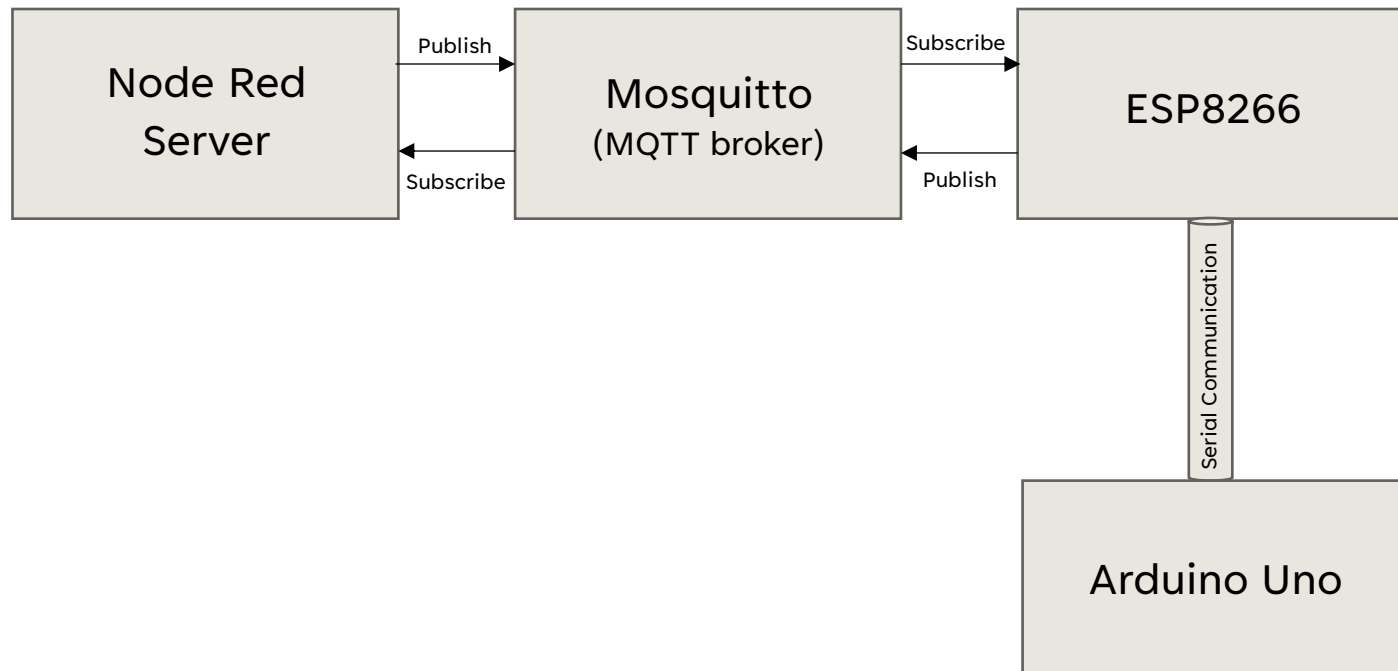 Node Red
Server
Publish
Subscribe
Mosquitto
(MQTT broker)
Subscribe
Publish
ESP8266
Serial Communication
Arduino Uno